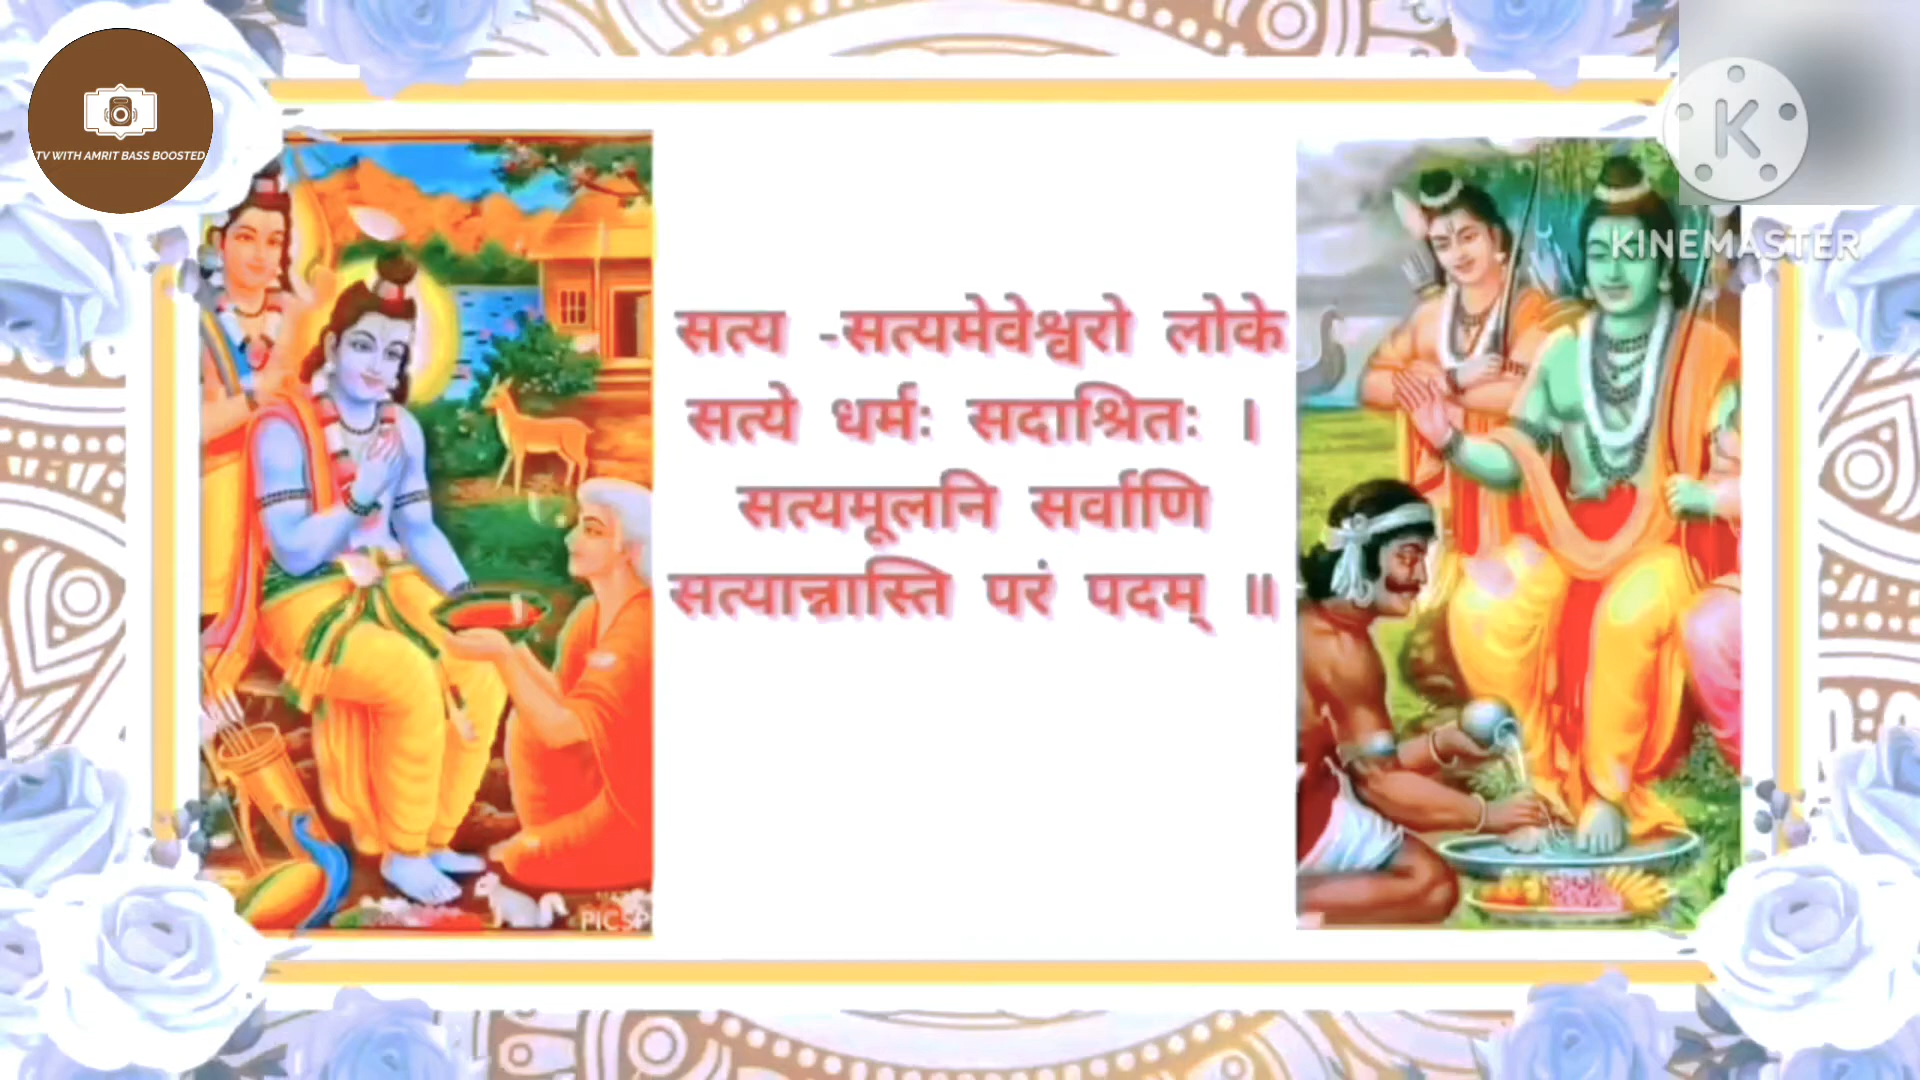 TV WITH AMRIT BASS BOOSTED
K
KINEMASTER
सत्य -सत्यमेवेश्वरो लोके
सत्ये धर्मः सदाश्रितः ।
सत्यमूलनि सर्वाणि
सत्यान्नास्ति परं पदम् ॥